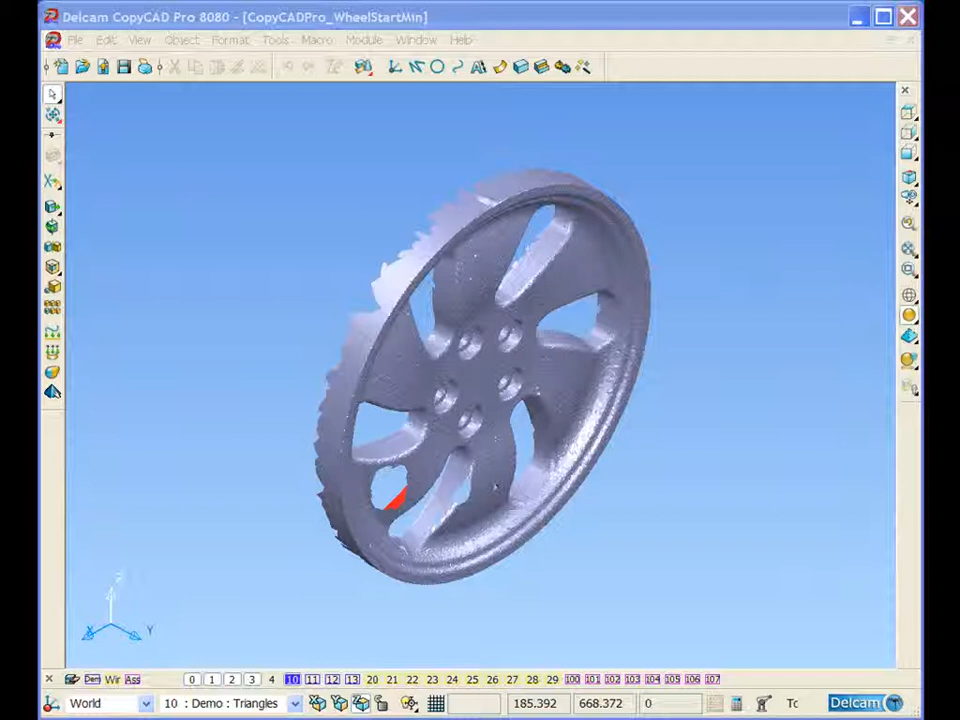 Delcam CopyCAD Pro 8080 - [CopyCADPro_WheelStartMin]
File Edit View Object Format Tools Macro Module Window Help
Z
X Y
Dem Wir Ass 0 1 2 3 4 10 11 12 13 20 21 22 23 24 25 26 27 28 29 100 101 102 103 104 105 106 107
World 10 : Demo : Triangles 185.392 668.372 0 Tc Delcam